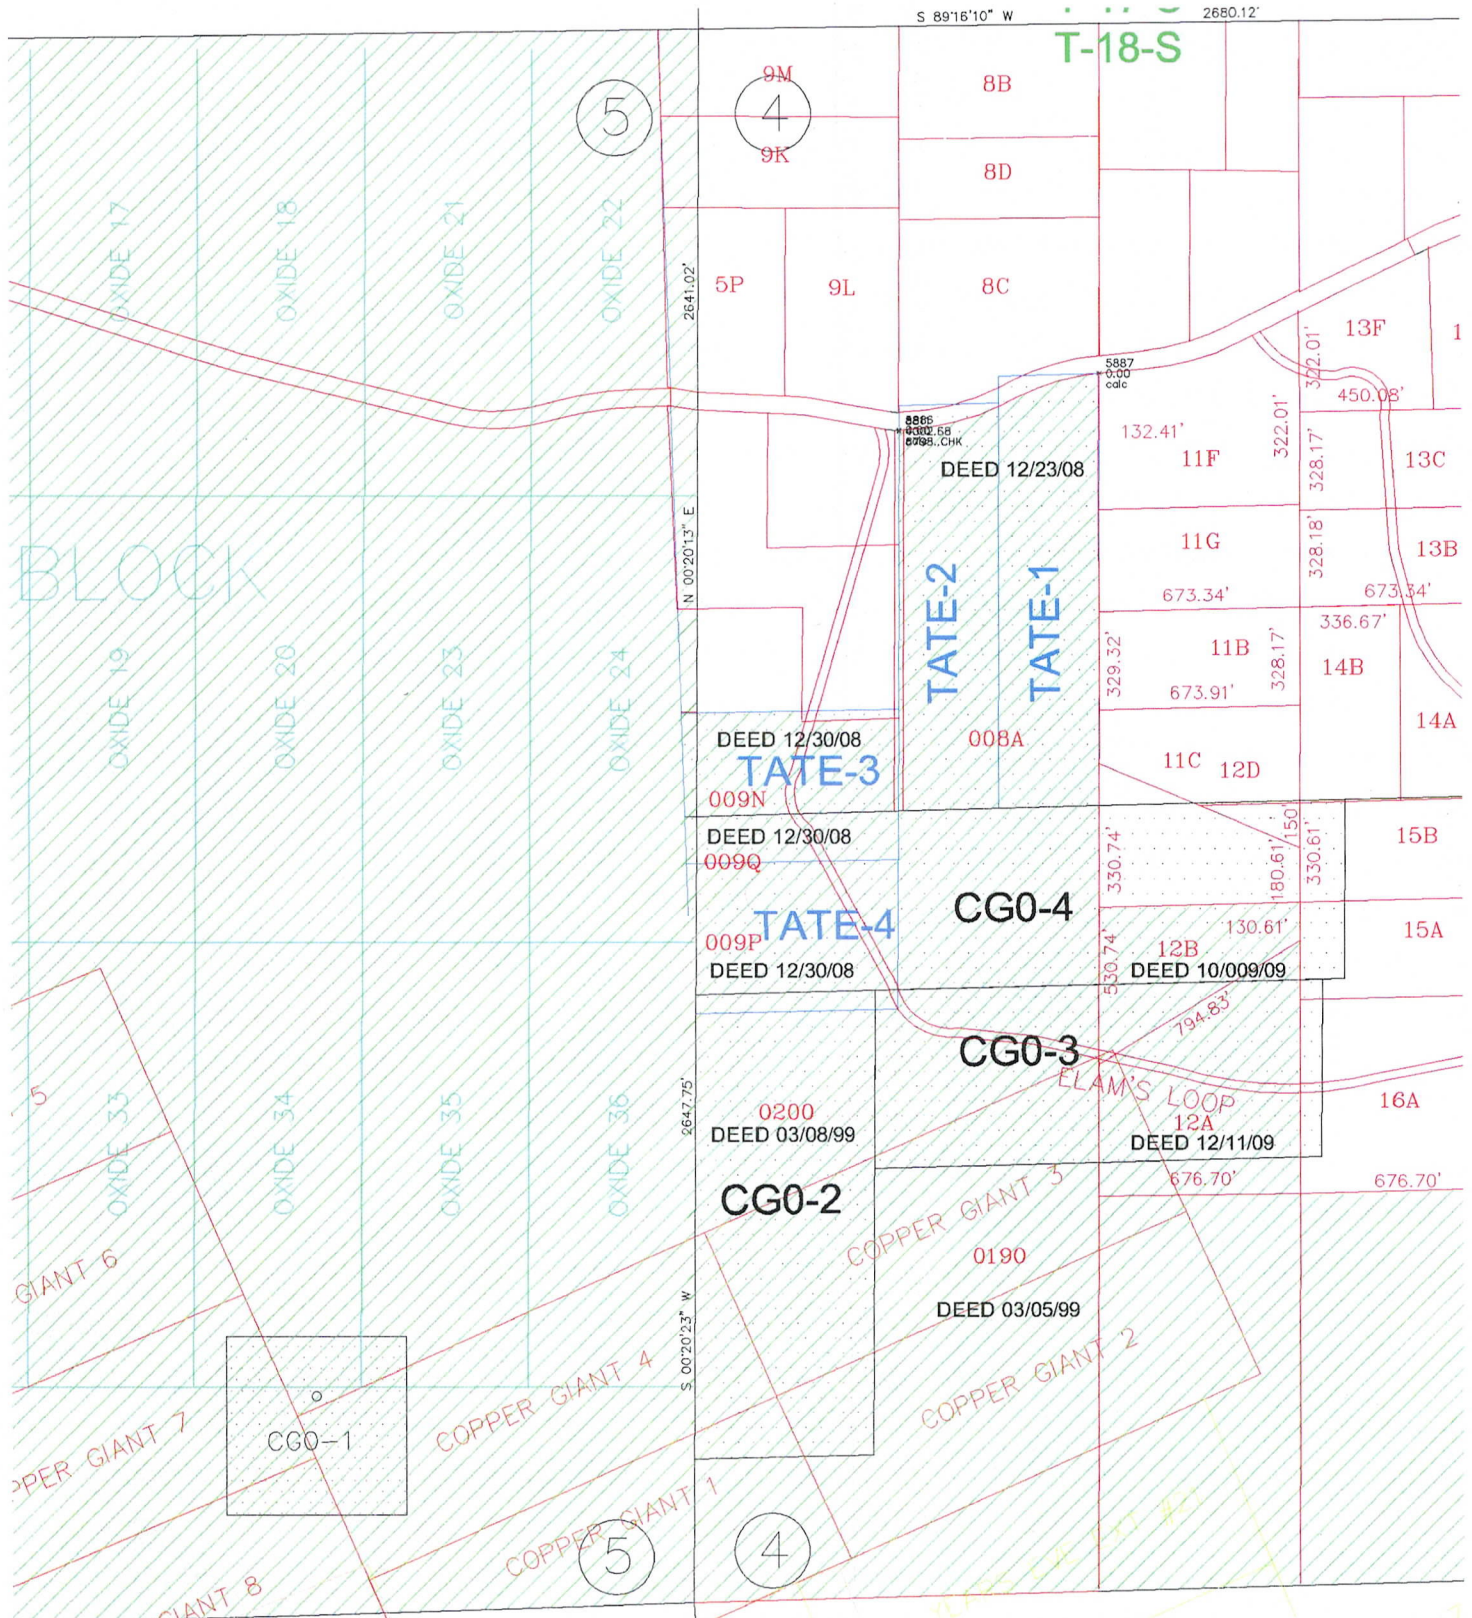 S 89°16'10" W
2680.12'
T-18-S
5
4
9M
8B
9K
8D
5P
9L
8C
13F
2641.02'
OXIDE 17
OXIDE 18
OXIDE 21
OXIDE 22
5887
0.00
calc
322.01'
450.08'
132.41'
322.01'
11F
328.17'
13C
DEED 12/23/08
N 00°20'13" E
BLOCK
11G
328.18'
13B
673.34'
673.34'
336.67'
TATE-2
TATE-1
329.32'
11B
328.17'
14B
673.91'
OXIDE 19
OXIDE 20
OXIDE 23
OXIDE 24
14A
DEED 12/30/08
008A
TATE-3
11C
12D
009N
DEED 12/30/08
009Q
330.74'
180.61'
150
330.61'
15B
CG0-4
TATE-4
009P
DEED 12/30/08
12B
130.61'
15A
530.74'
DEED 10/009/09
794.83'
CG0-3
ELAM'S LOOP
5
OXIDE 33
OXIDE 34
OXIDE 35
OXIDE 36
2647.75'
0200
DEED 03/08/99
12A
DEED 12/11/09
16A
676.70'
676.70'
CG0-2
COPPER GIANT 3
0190
GIANT 6
DEED 03/05/99
S 00°20'23" W
COPPER GIANT 4
COPPER GIANT 2
CGO-1
PPER GIANT 7
COPPER GIANT 1
5
4
GIANT 8